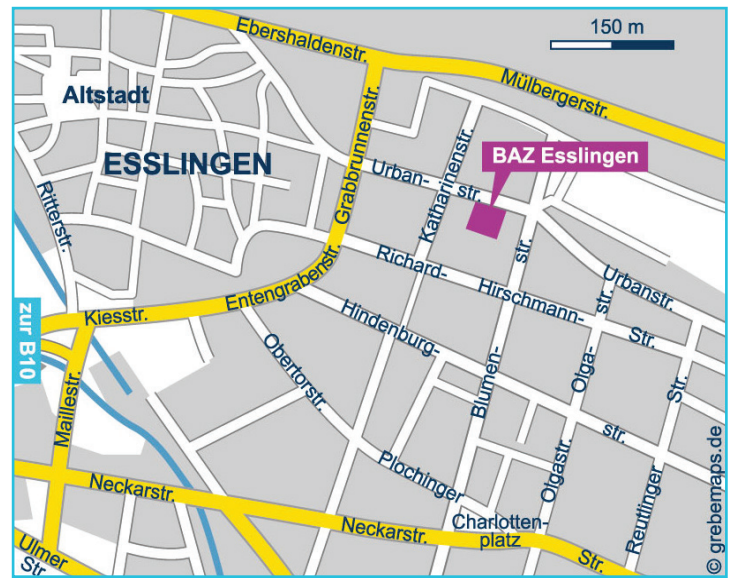 150 m
Ebershaldenstr.
Mülbergerstr.
Altstadt
ESSLINGEN
BAZ Esslingen
Grabbrunnenstr.
Katharinenstr.
Urban-
str.
Ritterstr.
Richard-
Hirschmann-
Str.
str.
Urbanstr.
Entengrabenstr.
Kiesstr.
zur B10
Hindenburg-
str.
Obertorstr.
Blumen-
str.
Olga-
Str.
Maillestr.
Plochinger
Olgastr.
Reutlinger
Neckarstr.
Neckarstr.
Charlotten-
platz
Str.
Ulmer
Str.
© grebemaps.de